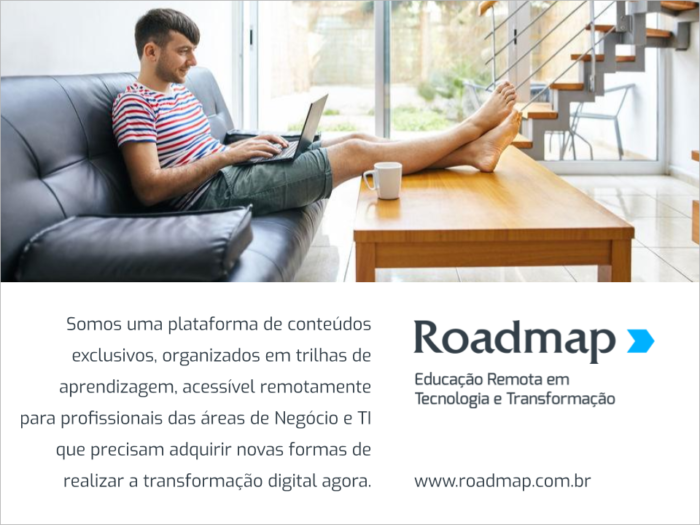 Somos uma plataforma de conteúdos
exclusivos, organizados em trilhas de
aprendizagem, acessível remotamente
para profissionais das áreas de Negócio e TI
que precisam adquirir novas formas de
realizar a transformação digital agora.
Roadmap
Educação Remota em
Tecnologia e Transformação
www.roadmap.com.br